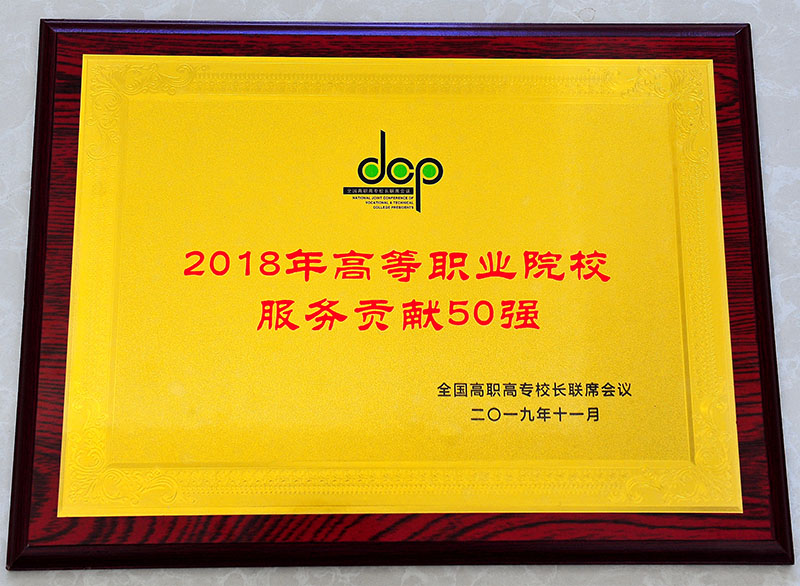 dcp
全国高职高专校长联席会议
NATIONAL JOINT CONFERENCE OF
VOCATIONAL & TECHNICAL
COLLEGE PRESIDENTS
2018年高等职业院校
服务贡献50强
全国高职高专校长联席会议
二〇一九年十一月